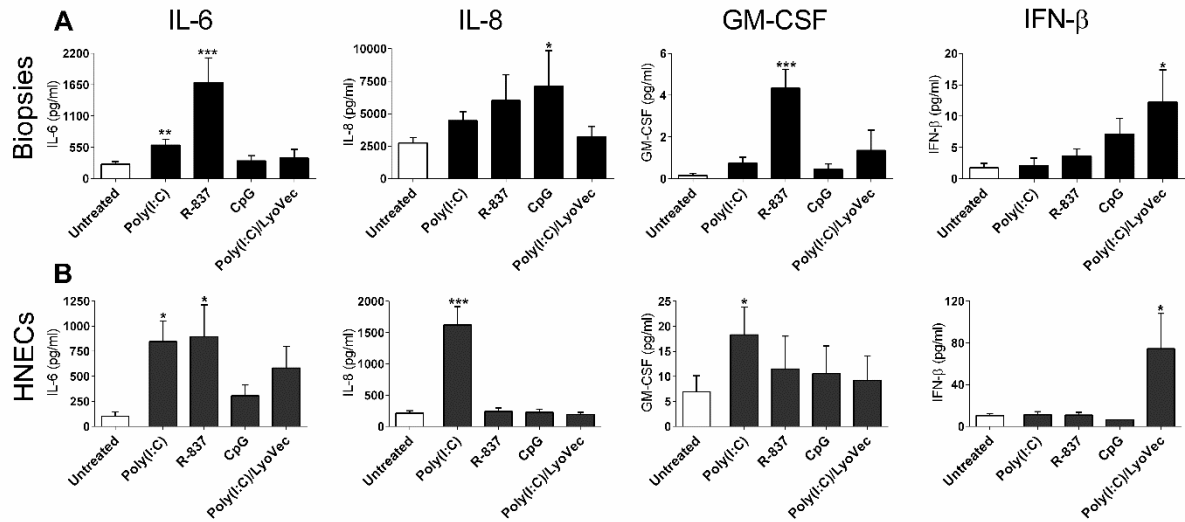 A
IL-6
IL-8
GM-CSF
IFN-β
Biopsies
IL-6 (pg/ml)
2200
1650
1100
550
0
**
***
Untreated
Poly(I:C)
R-837
CpG
Poly(I:C)/LyoVec
IL-8 (pg/ml)
10000
7500
5000
2500
0
*
Untreated
Poly(I:C)
R-837
CpG
Poly(I:C)/LyoVec
GM-CSF (pg/ml)
6
4
2
0
***
Untreated
Poly(I:C)
R-837
CpG
Poly(I:C)/LyoVec
IFN-β (pg/ml)
20
15
10
5
0
*
Untreated
Poly(I:C)
R-837
CpG
Poly(I:C)/LyoVec
B
HNECs
IL-6 (pg/ml)
1250
1000
750
500
250
0
*
*
Untreated
Poly(I:C)
R-837
CpG
Poly(I:C)/LyoVec
IL-8 (pg/ml)
2000
1500
1000
500
0
***
Untreated
Poly(I:C)
R-837
CpG
Poly(I:C)/LyoVec
GM-CSF (pg/ml)
25
20
15
10
5
0
*
Untreated
Poly(I:C)
R-837
CpG
Poly(I:C)/LyoVec
IFN-β (pg/ml)
120
80
40
0
*
Untreated
Poly(I:C)
R-837
CpG
Poly(I:C)/LyoVec